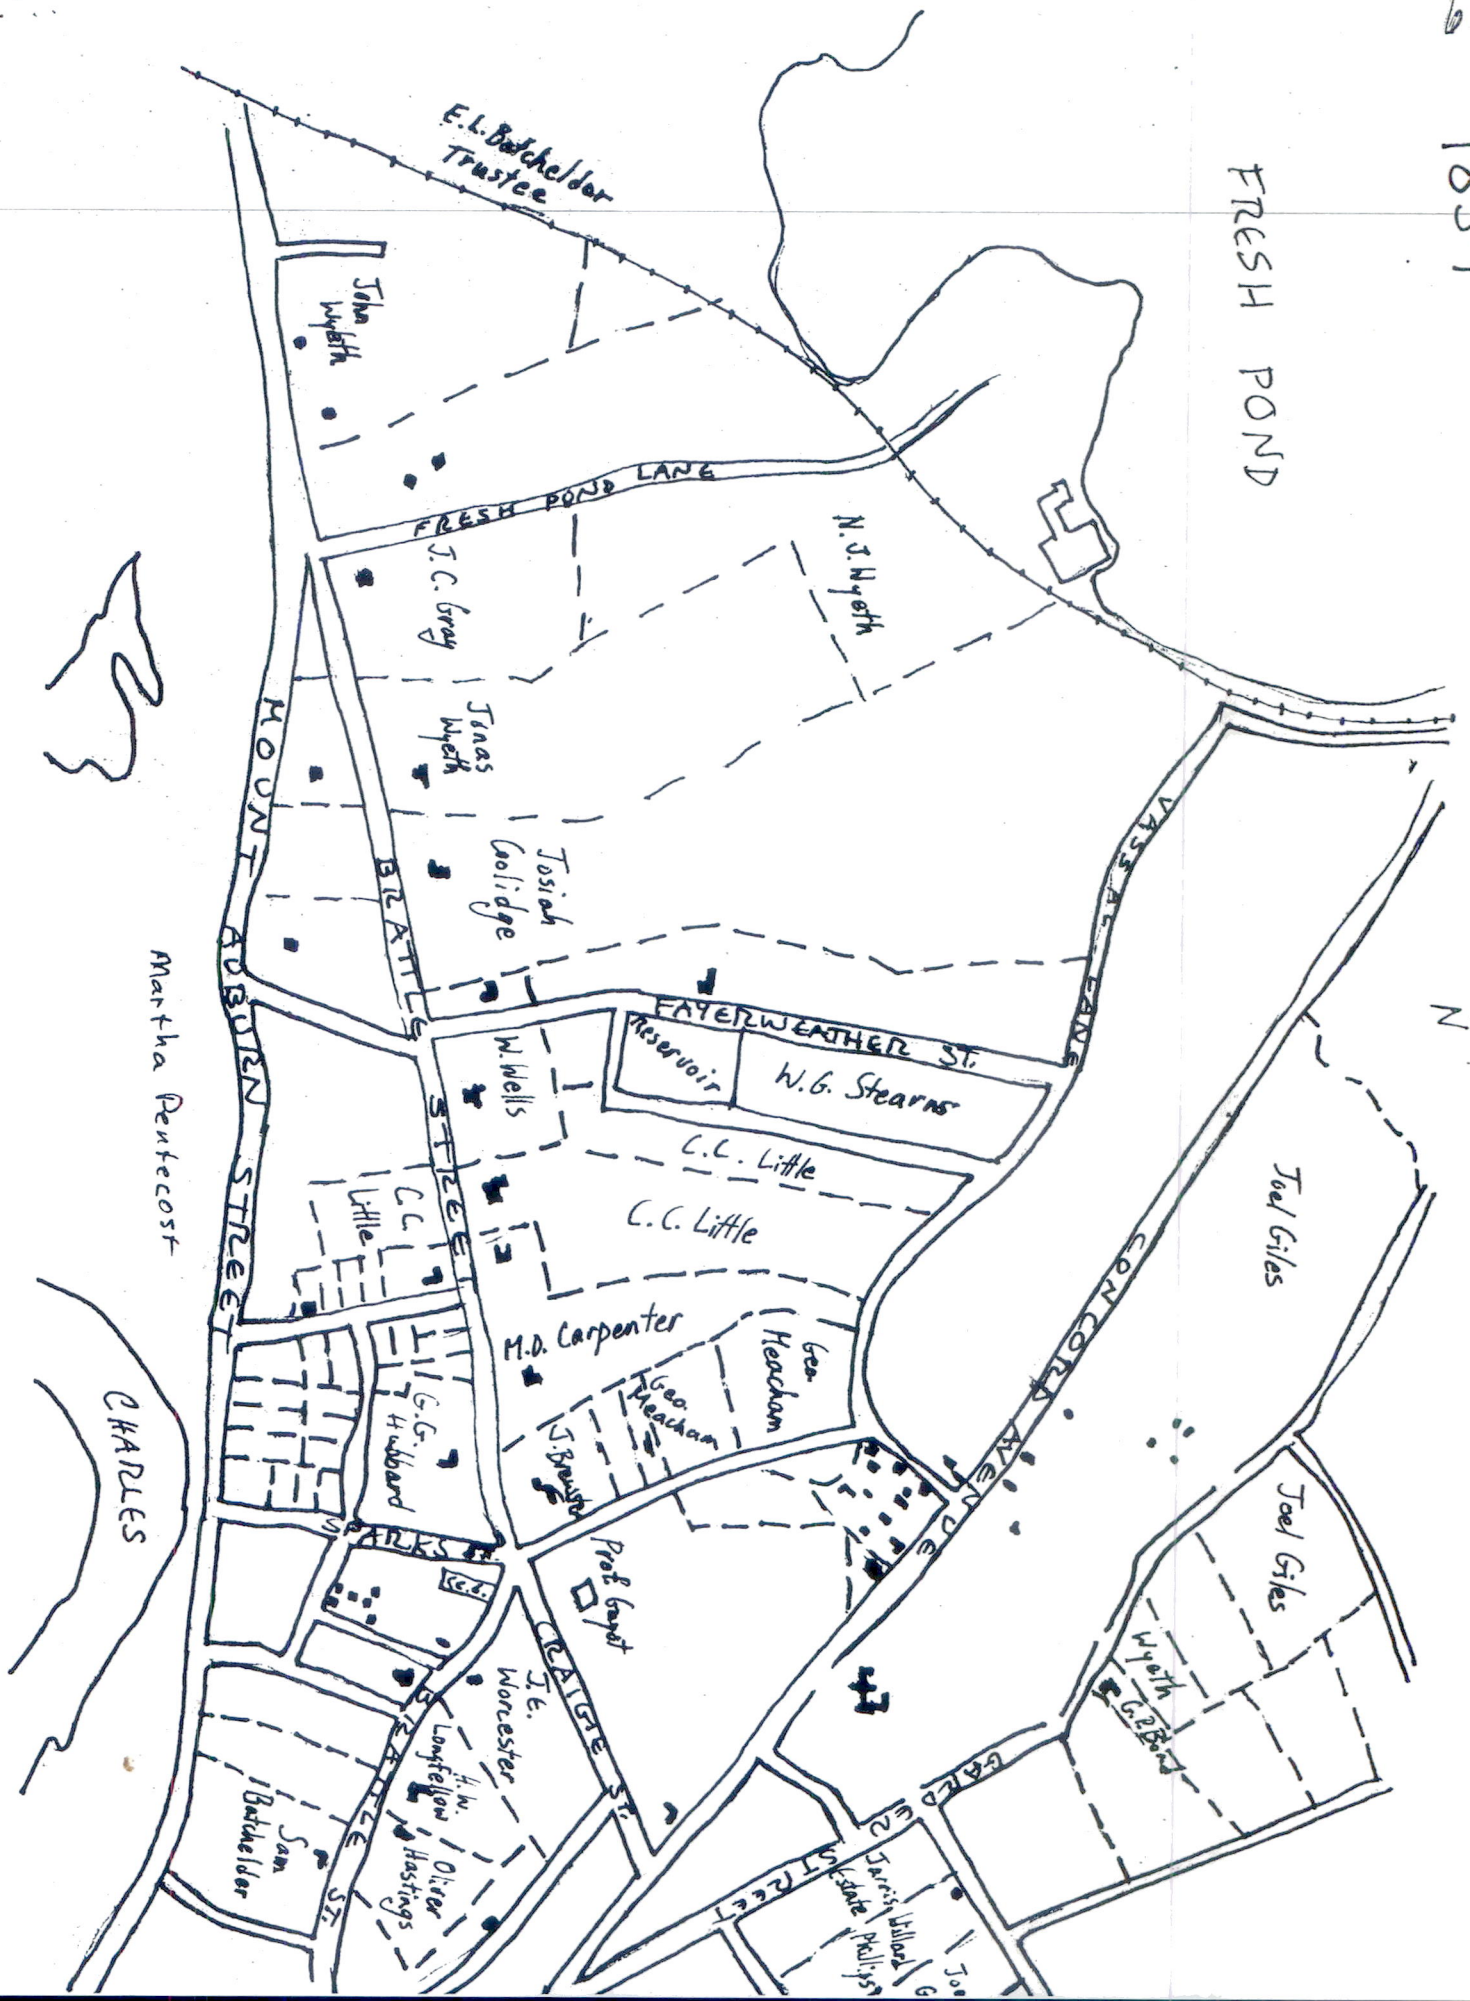 FRESH POND
E.L. Batchelder
Trustee
John
Wyeth
FRESH POND LANE
J.C. Gray
N.J. Wyeth
Jonas
Wyeth
Josiah
Coolidge
MOUNT AUBURN STREET
BRATTLE STREET
VASSAL LANE
FAYERWEATHER ST.
Reservoir
W.G. Stearns
W. Wells
C.C. Little
C.C. Little
C.C.
Little
Martha Pentecost
N
Joel Giles
CONCORD AVENUE
M.D. Carpenter
Geo.
Meacham
Geo.
Meacham
J. Brewster
G.G.
Hubbard
CHARLES
SPARKS ST.
Joel Giles
Wyeth
G.P. Bond
Prof. Guyot
CRAIGIE ST.
J.E.
Worcester
H.W.
Longfellow
Oliver
Hastings
BRATTLE ST.
Sam
Batchelder
GARDEN STREET
Jarvis
Estate
Willard
Phillips
Joe
G